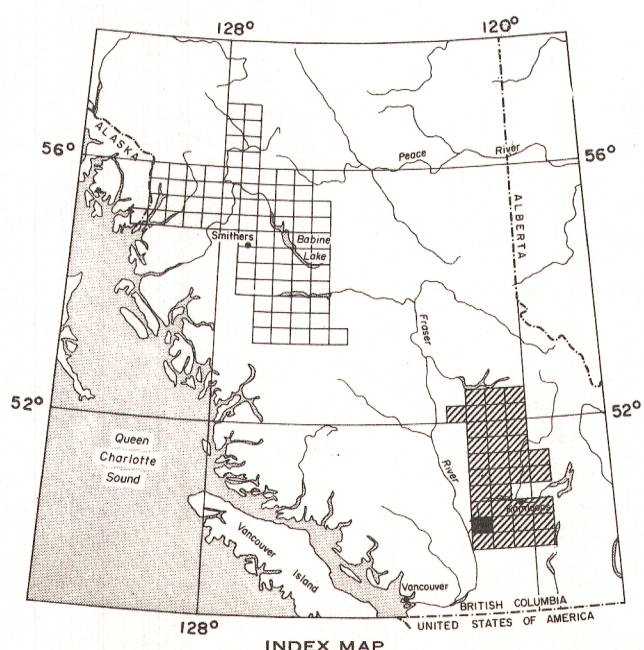 128°
120°
ALASKA
56°
Peace
River
56°
ALBERTA
Smithers
Babine
Lake
Fraser
52°
52°
Queen
Charlotte
Sound
River
Kamloops
Vancouver
Island
Vancouver
BRITISH COLUMBIA
UNITED STATES OF AMERICA
128°
INDEX MAP